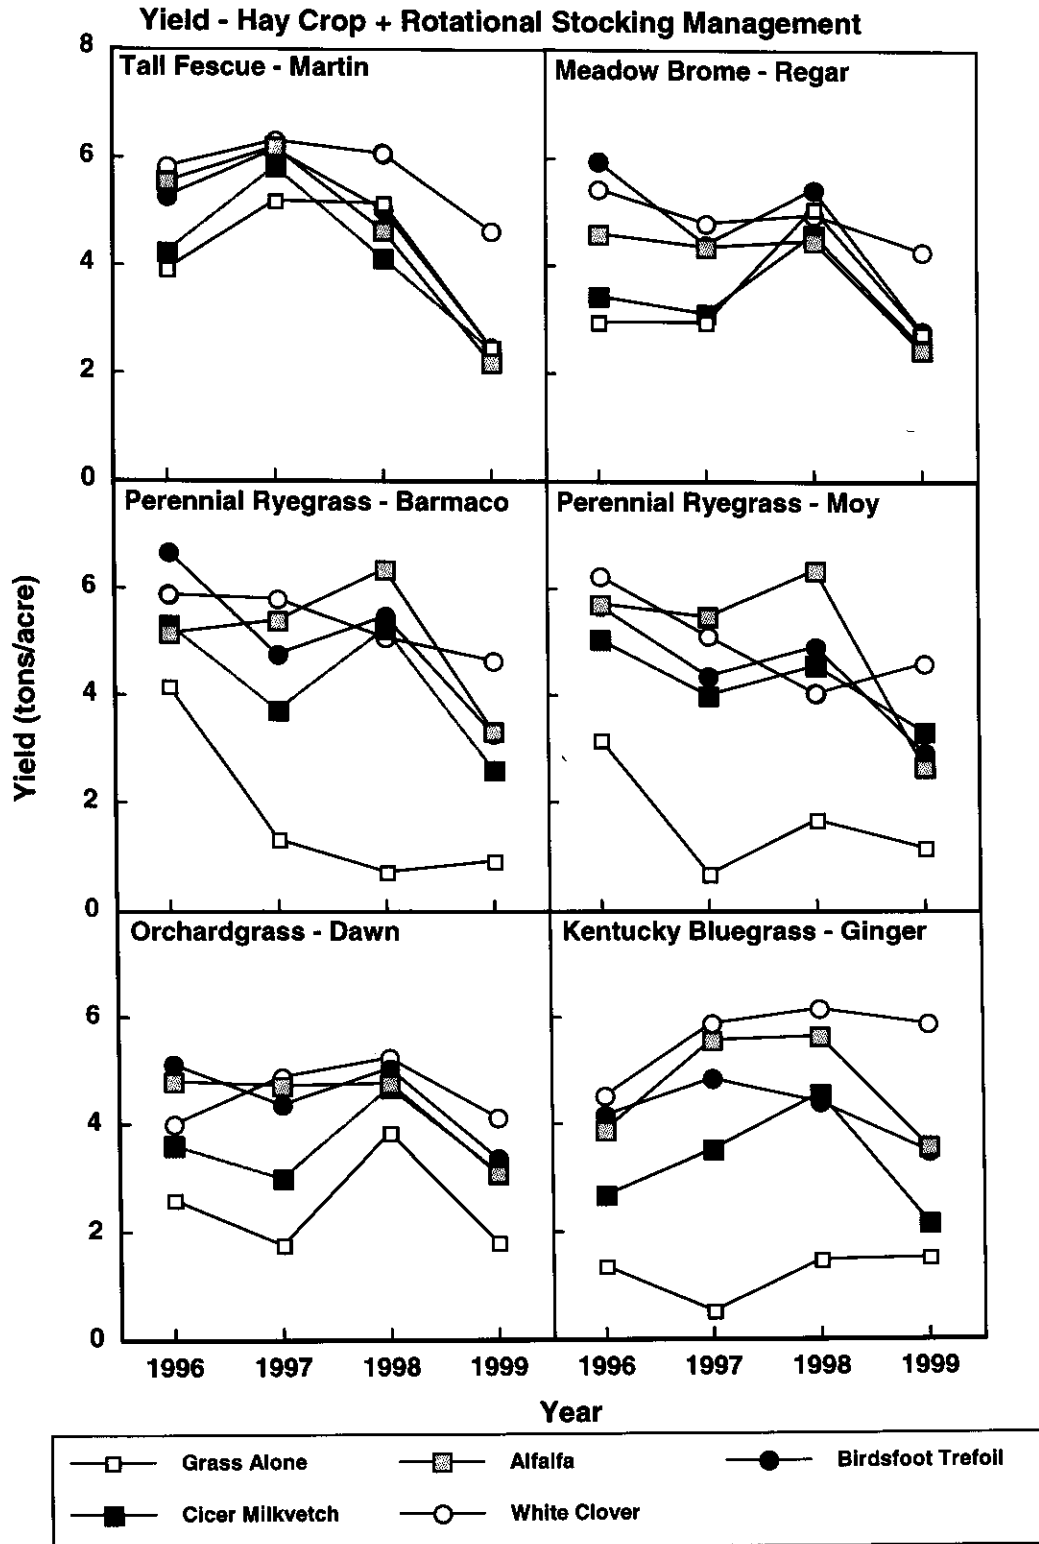 Yield - Hay Crop + Rotational Stocking Management
8
Tall Fescue - Martin
Meadow Brome - Regar
6
4
2
0
Perennial Ryegrass - Barmaco
Perennial Ryegrass - Moy
6
4
2
0
Yield (tons/acre)
Orchardgrass - Dawn
Kentucky Bluegrass - Ginger
6
4
2
0
1996 1997 1998 1999 1996 1997 1998 1999
Year
Grass Alone Alfalfa Birdsfoot Trefoil
Cicer Milkvetch White Clover